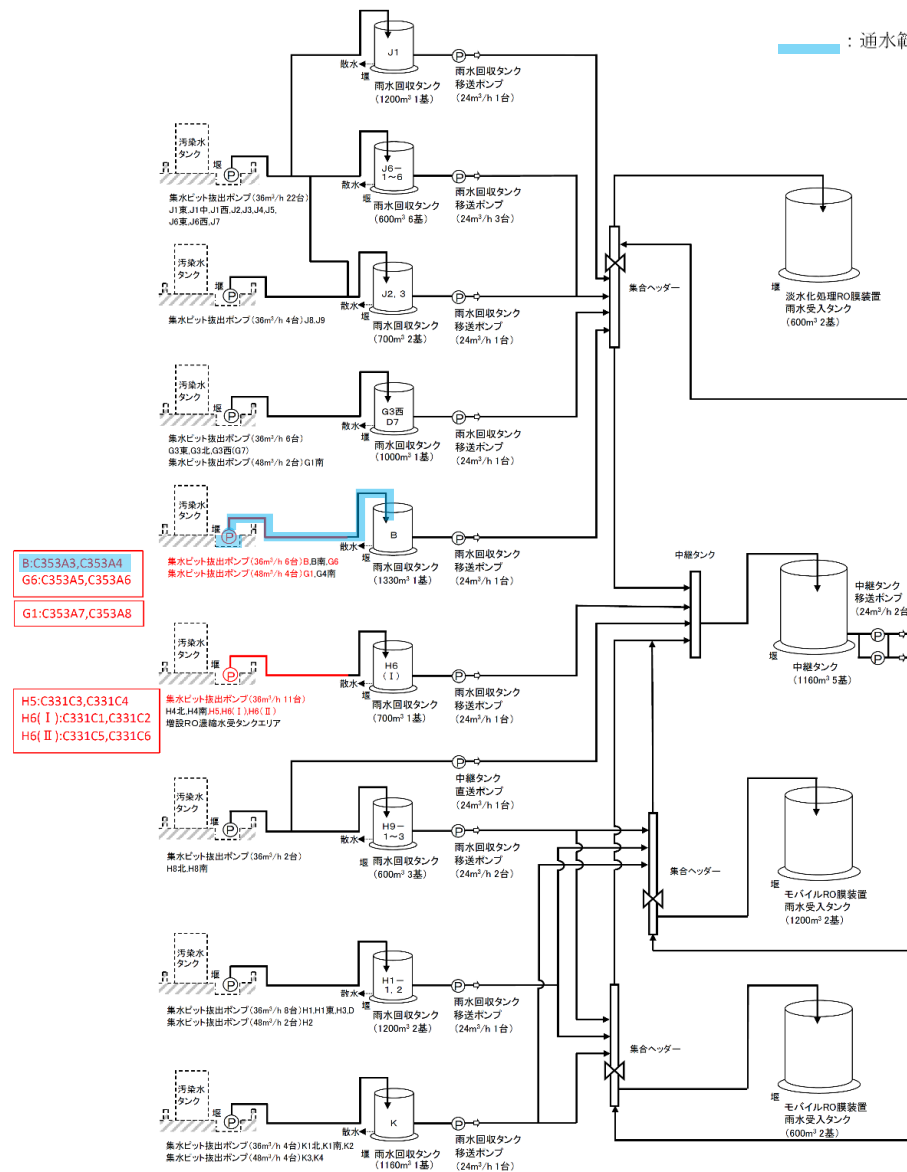 ：通水範
J1
散水
堰
雨水回収タンク
(1200m³ 1基)
P
雨水回収タンク
移送ポンプ
(24m³/h 1台)
汚染水
タンク
堰
P
集水ピット抜出ポンプ(36m³/h 22台)
J1東,J1中,J1西,J2,J3,J4,J5,
J6東,J6西,J7
J6−
1〜6
散水
堰
雨水回収タンク
(600m³ 6基)
P
雨水回収タンク
移送ポンプ
(24m³/h 3台)
集合ヘッダー
堰
淡水化処理RO膜装置
雨水受入タンク
(600m³ 2基)
汚染水
タンク
堰
P
集水ピット抜出ポンプ(36m³/h 4台)J8.J9
J2, 3
散水
堰
雨水回収タンク
(700m³ 2基)
P
雨水回収タンク
移送ポンプ
(24m³/h 1台)
汚染水
タンク
堰
P
集水ピット抜出ポンプ(36m³/h 6台)
G3東,G3北,G3西(G7)
集水ピット抜出ポンプ(48m³/h 2台)G1南
G3西
D7
散水
堰
雨水回収タンク
(1000m³ 1基)
P
雨水回収タンク
移送ポンプ
(24m³/h 1台)
汚染水
タンク
堰
P
集水ピット抜出ポンプ(36m³/h 6台)B,B南,G6
集水ピット抜出ポンプ(48m³/h 4台)G1,G4南
B
散水
堰
雨水回収タンク
(1330m³ 1基)
P
雨水回収タンク
移送ポンプ
(24m³/h 1台)
B:C353A3,C353A4
G6:C353A5,C353A6
G1:C353A7,C353A8
中継タンク
堰
中継タンク
(1160m³ 5基)
中継タンク
移送ポンプ
(24m³/h 2台
P
P
汚染水
タンク
堰
P
集水ピット抜出ポンプ(36m³/h 11台)
H4北,H4南,H5,H6(Ⅰ),H6(Ⅱ)
増設RO濃縮水受タンクエリア
H6
(Ⅰ)
散水
堰
雨水回収タンク
(700m³ 1基)
P
雨水回収タンク
移送ポンプ
(24m³/h 1台)
H5:C331C3,C331C4
H6(Ⅰ):C331C1,C331C2
H6(Ⅱ):C331C5,C331C6
P
中継タンク
直送ポンプ
(24m³/h 1台)
汚染水
タンク
堰
P
集水ピット抜出ポンプ(36m³/h 2台)
H8北,H8南
H9−
1〜3
散水
堰
雨水回収タンク
(600m³ 3基)
P
雨水回収タンク
移送ポンプ
(24m³/h 2台)
集合ヘッダー
堰
モバイルRO膜装置
雨水受入タンク
(1200m³ 2基)
汚染水
タンク
堰
P
集水ピット抜出ポンプ(36m³/h 8台)H1,H1東,H3,D
集水ピット抜出ポンプ(48m³/h 2台)H2
H1−
1, 2
散水
堰
雨水回収タンク
(1200m³ 2基)
P
雨水回収タンク
移送ポンプ
(24m³/h 1台)
集合ヘッダー
堰
モバイルRO膜装置
雨水受入タンク
(600m³ 2基)
汚染水
タンク
堰
P
集水ピット抜出ポンプ(36m³/h 4台)K1北,K1南,K2
集水ピット抜出ポンプ(48m³/h 4台)K3,K4
K
散水
堰
雨水回収タンク
(1160m³ 1基)
P
雨水回収タンク
移送ポンプ
(24m³/h 1台)